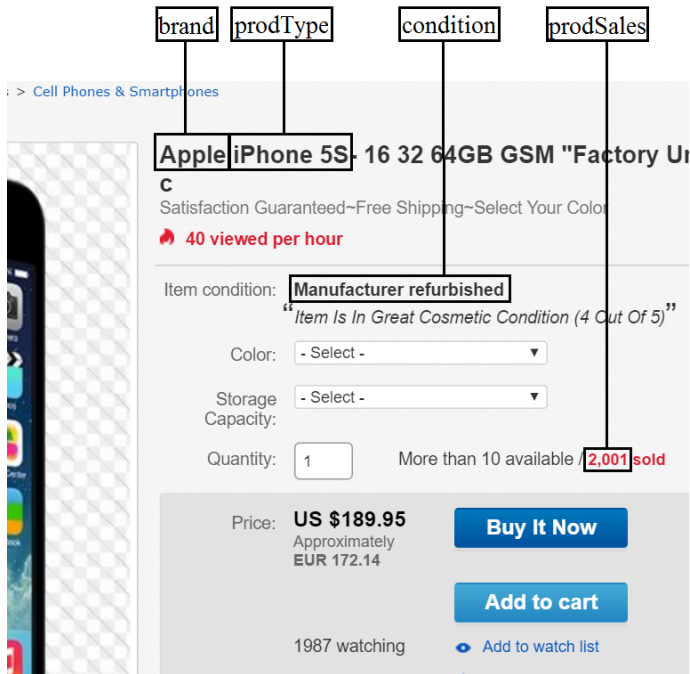 brand prodType condition prodSales
> Cell Phones & Smartphones
Apple iPhone 5S- 16 32 64GB GSM "Factory Un
c
Satisfaction Guaranteed~Free Shipping~Select Your Color
40 viewed per hour
Item condition: Manufacturer refurbished
“Item Is In Great Cosmetic Condition (4 Out Of 5)”
Color: - Select -
Storage Capacity: - Select -
Quantity: 1 More than 10 available / 2,001 sold
Price: US $189.95 Buy It Now
Approximately
EUR 172.14
Add to cart
1987 watching Add to watch list